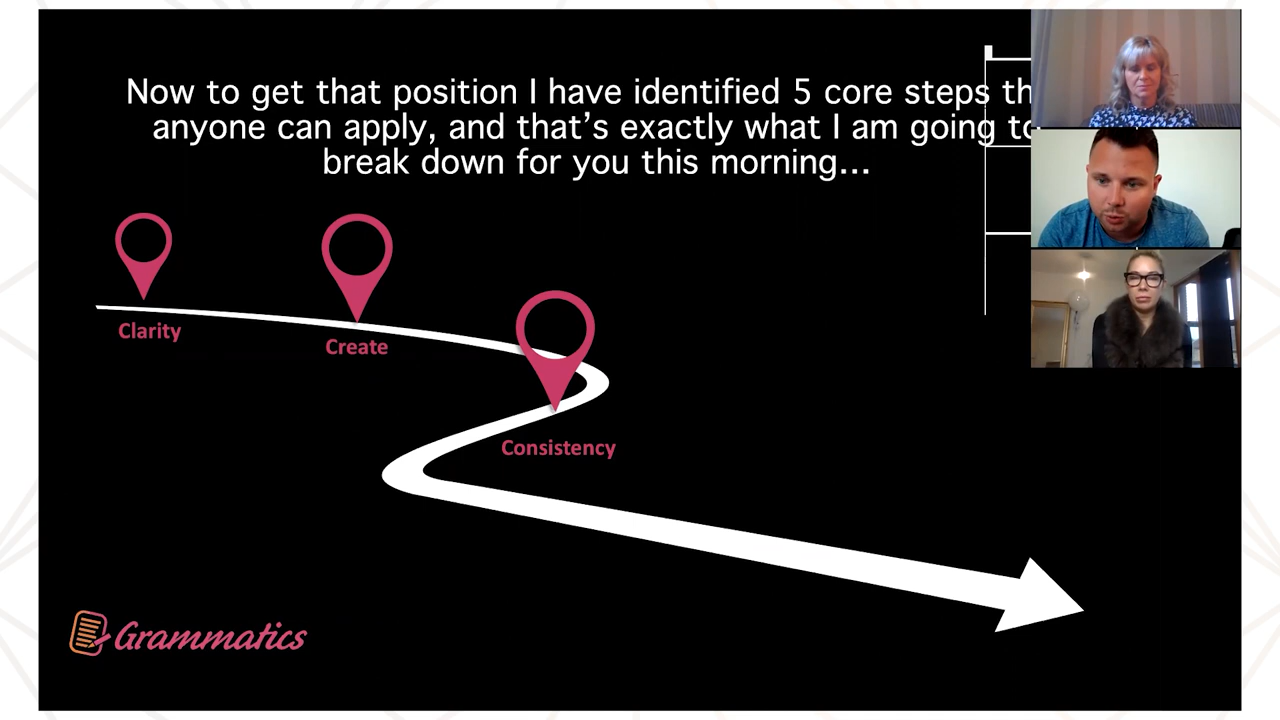 Now to get that position I have identified 5 core steps th
anyone can apply, and that’s exactly what I am going to
break down for you this morning...
Clarity
Create
Consistency
Grammatics